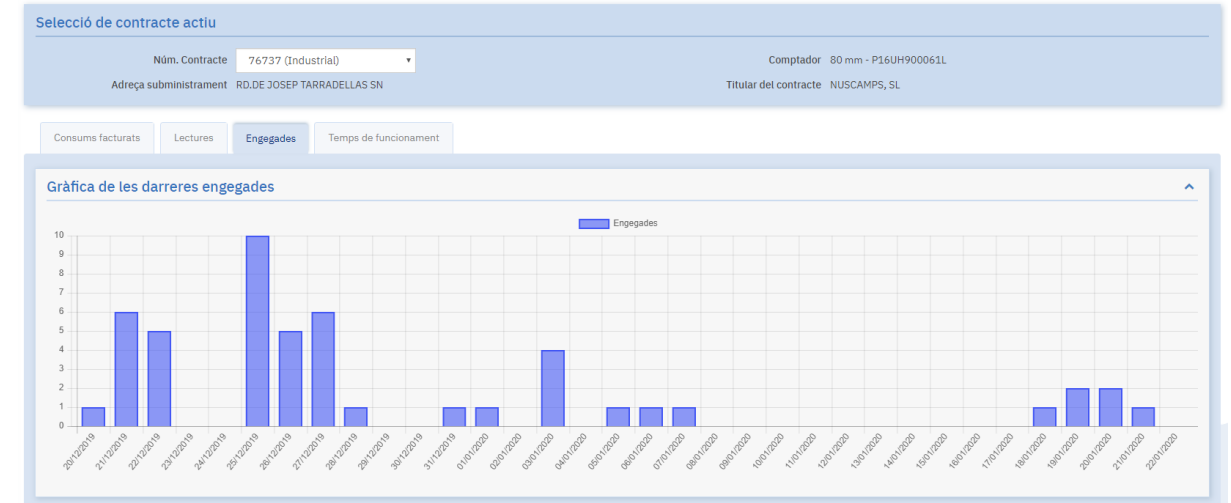 Selecció de contracte actiu
Núm. Contracte 76737 (Industrial) Comptador 80 mm - P16UH900061L
Adreça subministrament RD.DE JOSEP TARRADELLAS SN Titular del contracte NUSCAMPS, SL
Consums facturats Lectures Engegades Temps de funcionament
Gràfica de les darreres engegades
Engegades
10
9
8
7
6
5
4
3
2
1
0
20/12/2019 21/12/2019 22/12/2019 23/12/2019 24/12/2019 25/12/2019 26/12/2019 27/12/2019 28/12/2019 29/12/2019 30/12/2019 31/12/2019 01/01/2020 02/01/2020 03/01/2020 04/01/2020 05/01/2020 06/01/2020 07/01/2020 08/01/2020 09/01/2020 10/01/2020 11/01/2020 12/01/2020 13/01/2020 14/01/2020 15/01/2020 16/01/2020 17/01/2020 18/01/2020 19/01/2020 20/01/2020 21/01/2020 22/01/2020